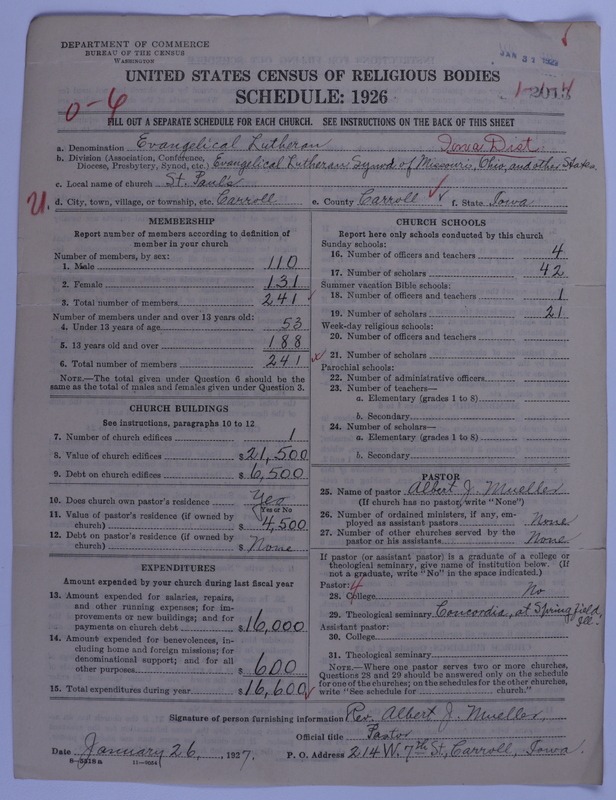 DEPARTMENT OF COMMERCE
BUREAU OF THE CENSUS
WASHINGTON
JAN 31 1927
UNITED STATES CENSUS OF RELIGIOUS BODIES
SCHEDULE: 1926
0-6
FILL OUT A SEPARATE SCHEDULE FOR EACH CHURCH. SEE INSTRUCTIONS ON THE BACK OF THIS SHEET
a. Denomination Evangelical Lutheran Iowa Dist.
b. Division (Association, Conference, Diocese, Presbytery, Synod, etc.) Evangelical Lutheran Synod of Missouri, Ohio, and other States.
c. Local name of church St. Paul's
U. d. City, town, village, or township, etc. Carroll e. County Carroll f. State Iowa
MEMBERSHIP
Report number of members according to definition of
member in your church
Number of members, by sex:
1. Male 110
2. Female 131
3. Total number of members 241
Number of members under and over 13 years old:
4. Under 13 years of age 53
5. 13 years old and over 188
6. Total number of members 241
NOTE.—The total given under Question 6 should be the
same as the total of males and females given under Question 3.
CHURCH BUILDINGS
See instructions, paragraphs 10 to 12
7. Number of church edifices 1
8. Value of church edifices $21,500
9. Debt on church edifices $6,500
10. Does church own pastor's residence Yes
Yes or No
11. Value of pastor's residence (if owned by
church) $4,500
12. Debt on pastor's residence (if owned by
church) $ None
EXPENDITURES
Amount expended by your church during last fiscal year
13. Amount expended for salaries, repairs,
and other running expenses; for im-
provements or new buildings; and for
payments on church debt $16,000
14. Amount expended for benevolences, in-
cluding home and foreign missions; for
denominational support; and for all
other purposes $600
15. Total expenditures during year $16,600
CHURCH SCHOOLS
Report here only schools conducted by this church
Sunday schools:
16. Number of officers and teachers 4
17. Number of scholars 42
Summer vacation Bible schools:
18. Number of officers and teachers 1
19. Number of scholars 21
Week-day religious schools:
20. Number of officers and teachers
21. Number of scholars
Parochial schools:
22. Number of administrative officers
23. Number of teachers—
a. Elementary (grades 1 to 8)
b. Secondary
24. Number of scholars—
a. Elementary (grades 1 to 8)
b. Secondary
PASTOR
25. Name of pastor Albert J. Mueller
(If church has no pastor, write "None")
26. Number of ordained ministers, if any, em-
ployed as assistant pastors None
27. Number of other churches served by the
pastor or his assistants None
If pastor (or assistant pastor) is a graduate of a college or
theological seminary, give name of institution below. (If
not a graduate, write "No" in the space indicated.)
Pastor: 4
28. College No
29. Theological seminary Concordia, at Springfield, Ill.
Assistant pastor:
30. College
31. Theological seminary
NOTE.—Where one pastor serves two or more churches,
Questions 28 and 29 should be answered only on the schedule
for one of the churches; on the schedules for the other churches,
write "See schedule for church."
Signature of person furnishing information Rev. Albert J. Mueller
Official title Pastor
Date January 26, 1927. P. O. Address 214 W. 7th St, Carroll, Iowa.
8—3318a 11—9054